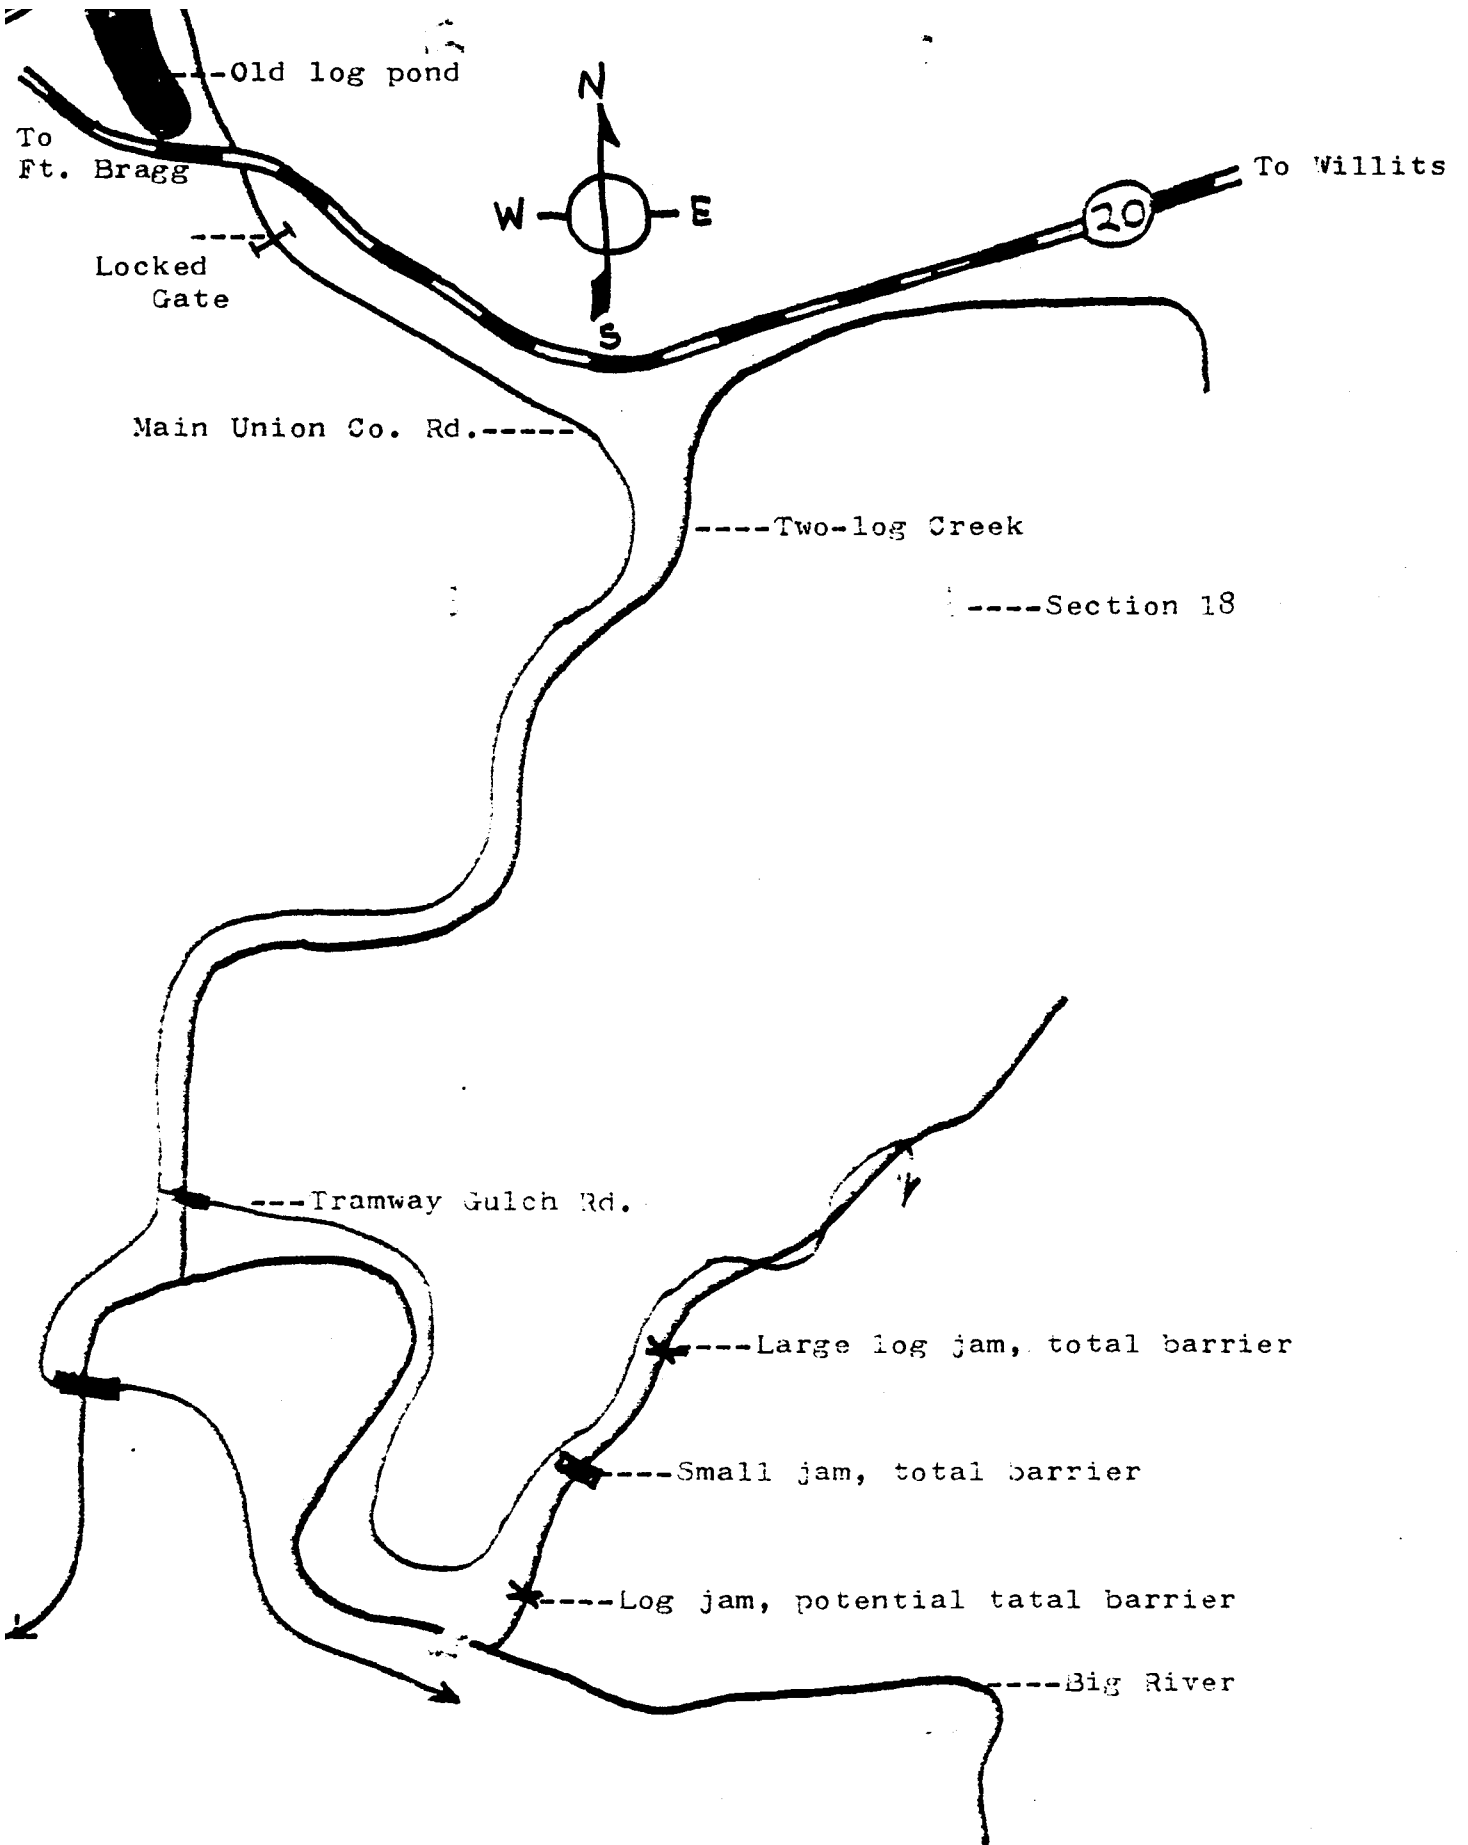 ----Old log pond
N
To
Ft. Bragg
To Willits
W
E
20
Locked
Gate
S
Main Union Co. Rd.-----
----Two-log Creek
----Section 18
---Tramway Gulch Rd.
----Large log jam, total barrier
----Small jam, total barrier
----Log jam, potential tatal barrier
----Big River